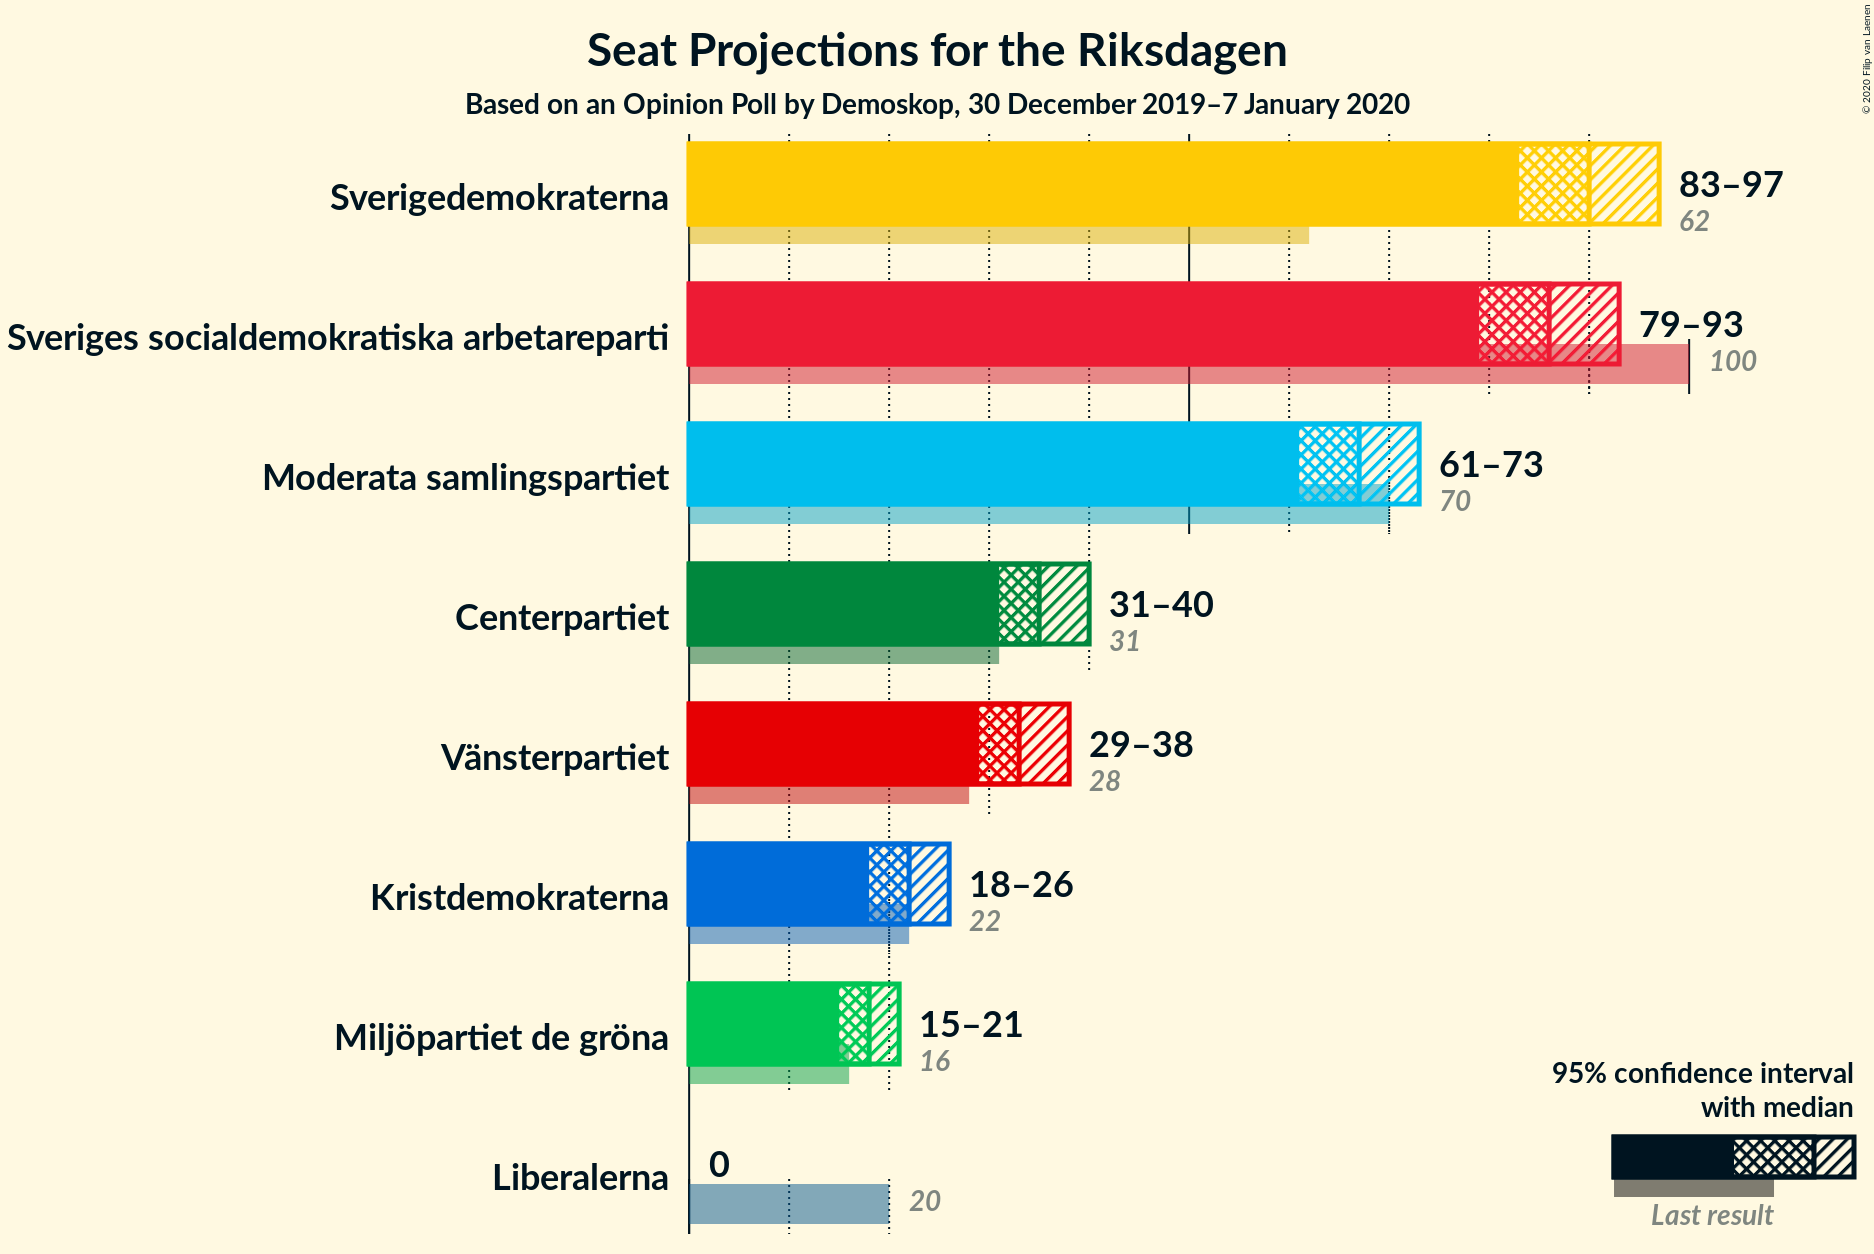 Seat Projections for the Riksdagen
Based on an Opinion Poll by Demoskop, 30 December 2019–7 January 2020
© 2020 Filip van Laenen
Sverigedemokraterna
83–97
62
Sveriges socialdemokratiska arbetareparti
79–93
100
Moderata samlingspartiet
61–73
70
Centerpartiet
31–40
31
Vänsterpartiet
29–38
28
Kristdemokraterna
18–26
22
Miljöpartiet de gröna
15–21
16
Liberalerna
0
20
95% confidence interval
with median
Last result